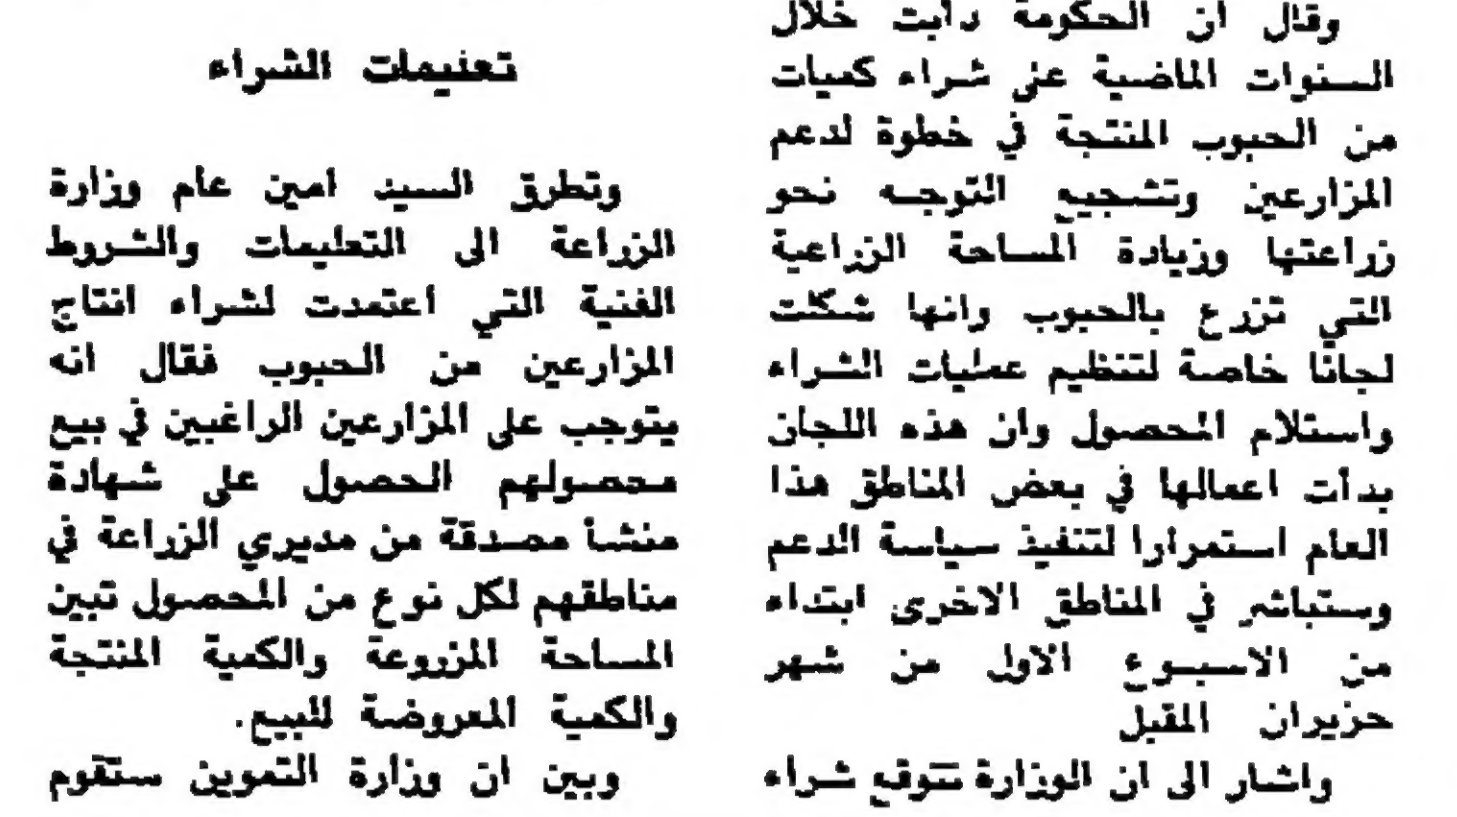 وقال ان الحكومة دأبت خلال
السنوات الماضية على شراء كميات
من الحبوب المنتجة في خطوة لدعم
المزارعين وتشجيع التوجه نحو
زراعتها وزيادة المساحة الزراعية
التي تزرع بالحبوب وانها شكلت
لجانا خاصة لتنظيم عمليات الشراء
واستلام المحصول وان هذه اللجان
بدأت اعمالها في بعض المناطق هذا
العام استمرارا لتنفيذ سياسة الدعم
وستباشر في المناطق الاخرى ابتداء
من الاسبوع الاول من شهر
حزيران المقبل
واشار الى ان الوزارة تتوقع شراء
تعليمات الشراء
وتطرق السيد امين عام وزارة
الزراعة الى التعليمات والشروط
الفنية التي اعتمدت لشراء انتاج
المزارعين من الحبوب فقال انه
يتوجب على المزارعين الراغبين في بيع
محصولهم الحصول على شهادة
منشأ مصدقة من مديري الزراعة في
مناطقهم لكل نوع من المحصول تبين
المساحة المزروعة والكمية المنتجة
والكمية المعروضة للبيع.
وبين ان وزارة التموين ستقوم